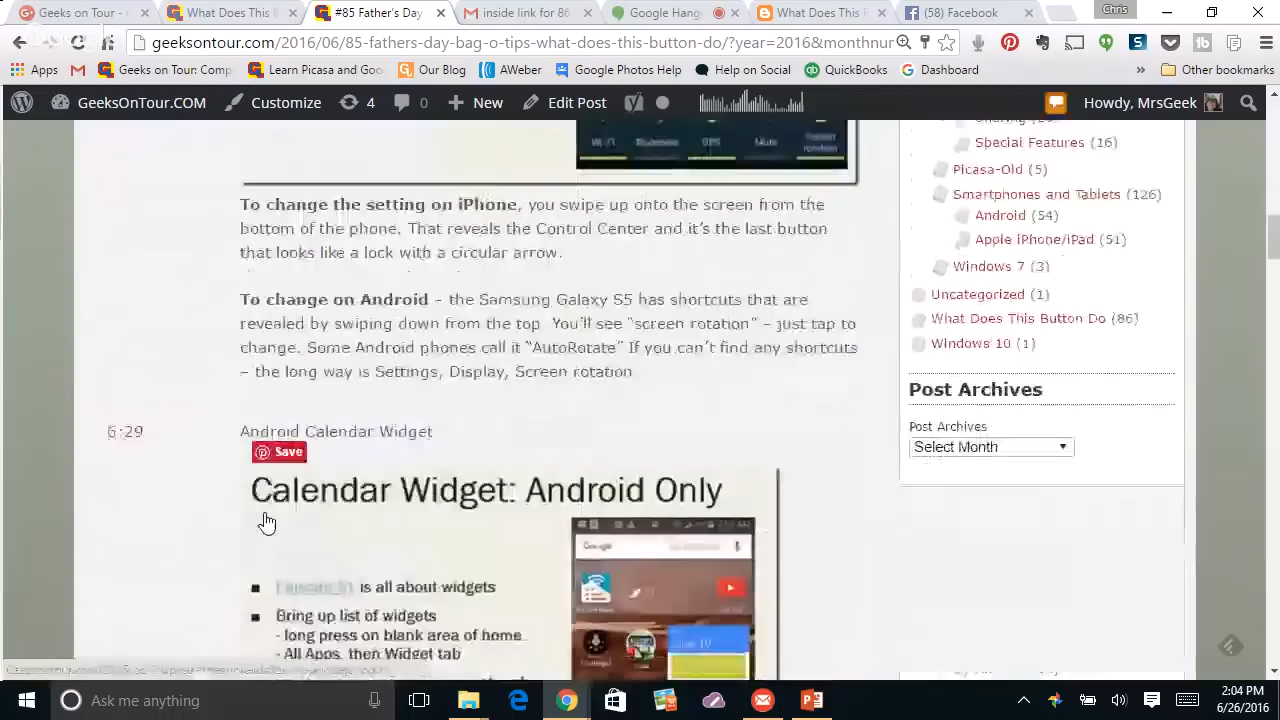 Geeks on Tour -
What Does This B
#85 Father's Day
inside link for 86
Google Hang
What Does This B
(58) Facebook
Chris
geeksontour.com/2016/06/85-fathers-day-bag-o-tips-what-does-this-button-do/?year=2016&monthnur
Apps
Geeks on Tour: Comp
Learn Picasa and Goo
Our Blog
AWeber
Google Photos Help
Help on Social
QuickBooks
Dashboard
»
Other bookmarks
GeeksOnTour.COM
Customize
4
0
New
Edit Post
Howdy, MrsGeek
Wi-Fi
GPS
Mute
Screen
rotation
To change the setting on iPhone, you swipe up onto the screen from the
bottom of the phone. That reveals the Control Center and it's the last button
that looks like a lock with a circular arrow.
To change on Android – the Samsung Galaxy S5 has shortcuts that are
revealed by swiping down from the top. You'll see "screen rotation" – just tap to
change. Some Android phones call it "AutoRotate" If you can't find any shortcuts
– the long way is Settings, Display, Screen rotation
6:29
Android Calendar Widget
Save
Calendar Widget: Android Only
Google
is all about widgets
Bring up list of widgets
- long press on blank area of home
- All Apps, then Widget tab
Special Features (16)
Picasa-Old (5)
Smartphones and Tablets (126)
Android (54)
Apple iPhone/iPad (51)
Windows 7 (3)
Uncategorized (1)
What Does This Button Do (86)
Windows 10 (1)
Post Archives
Post Archives
Select Month
Ask me anything
2:04 PM
6/26/2016